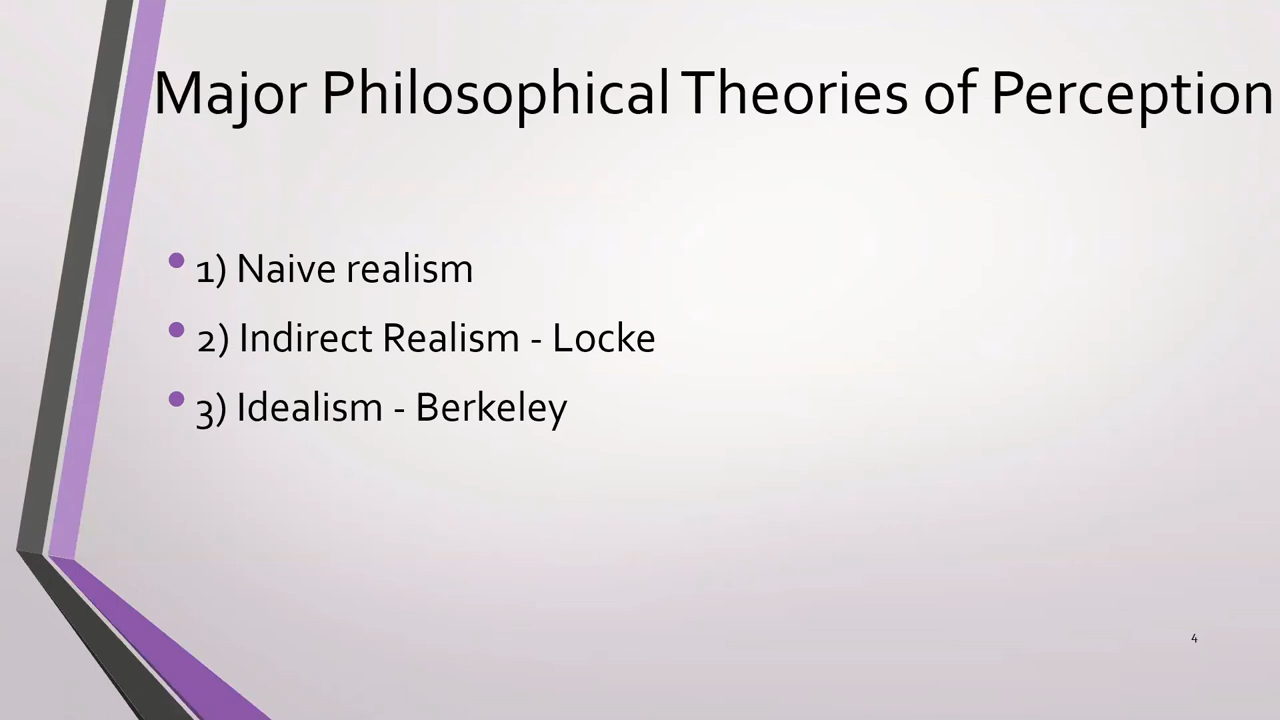 Major Philosophical Theories of Perception
• 1) Naive realism
• 2) Indirect Realism - Locke
• 3) Idealism - Berkeley
4